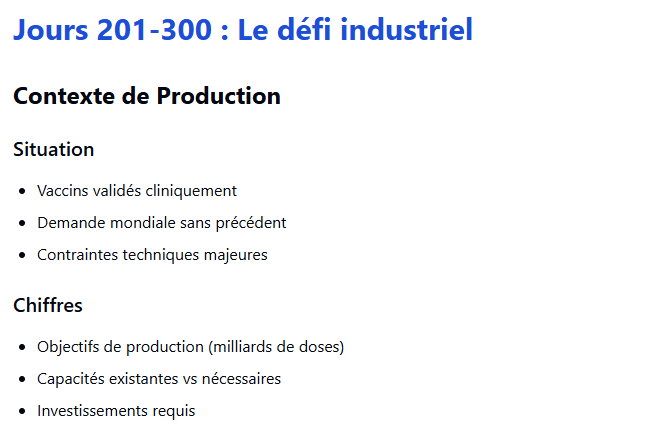 Jours 201-300 : Le défi industriel
Contexte de Production
Situation
Vaccins validés cliniquement
Demande mondiale sans précédent
Contraintes techniques majeures
Chiffres
Objectifs de production (milliards de doses)
Capacités existantes vs nécessaires
Investissements requis